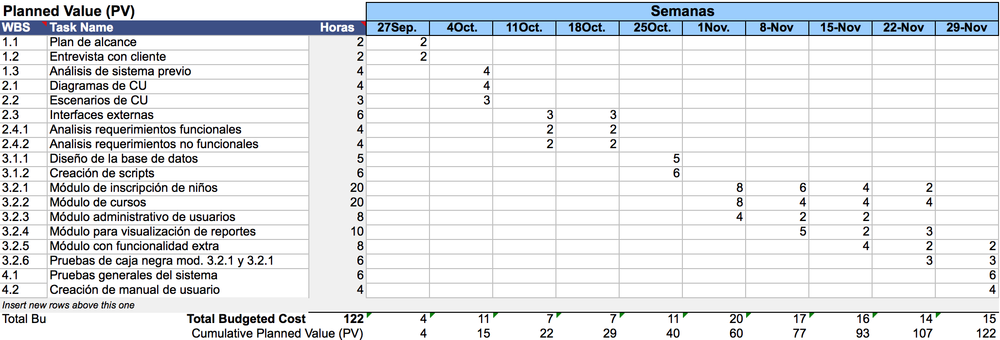 Planned Value (PV) Semanas
WBS Task Name Horas 27Sep. 4Oct. 11Oct. 18Oct. 25Oct. 1Nov. 8-Nov 15-Nov 22-Nov 29-Nov
1.1 Plan de alcance 2 2
1.2 Entrevista con cliente 2 2
1.3 Análisis de sistema previo 4 4
2.1 Diagramas de CU 4 4
2.2 Escenarios de CU 3 3
2.3 Interfaces externas 6 3 3
2.4.1 Analisis requerimientos funcionales 4 2 2
2.4.2 Analisis requerimientos no funcionales 4 2 2
3.1.1 Diseño de la base de datos 5 5
3.1.2 Creación de scripts 6 6
3.2.1 Módulo de inscripción de niños 20 8 6 4 2
3.2.2 Módulo de cursos 20 8 4 4 4
3.2.3 Módulo administrativo de usuarios 8 4 2 2
3.2.4 Módulo para visualización de reportes 10 5 2 3
3.2.5 Módulo con funcionalidad extra 8 4 2 2
3.2.6 Pruebas de caja negra mod. 3.2.1 y 3.2.1 6 3 3
4.1 Pruebas generales del sistema 6 6
4.2 Creación de manual de usuario 4 4
Insert new rows above this one
Total Bu Total Budgeted Cost 122 4 11 7 7 11 20 17 16 14 15
Cumulative Planned Value (PV) 4 15 22 29 40 60 77 93 107 122